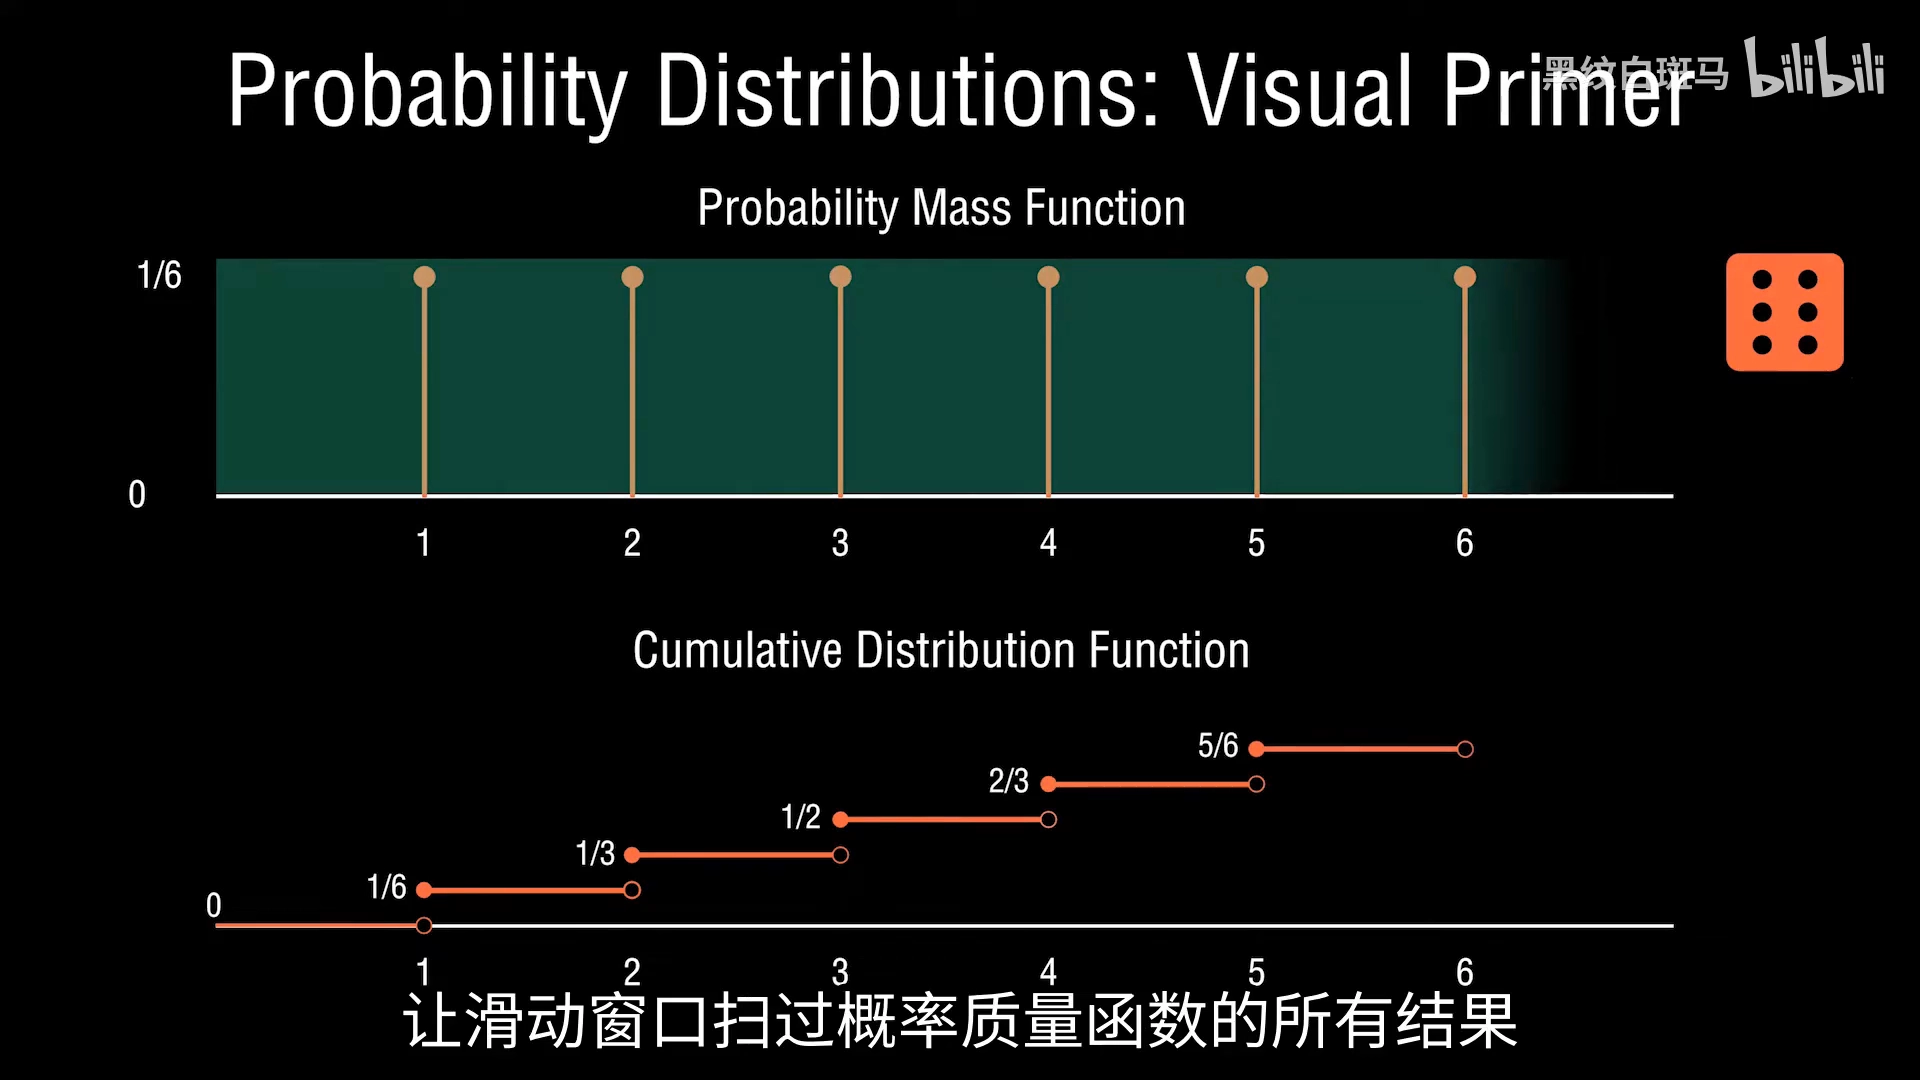 Probability Distributions: Visual Primer
黑纹白斑马 bilibili
Probability Mass Function
1/6
0
1 2 3 4 5 6
Cumulative Distribution Function
5/6
2/3
1/2
1/3
1/6
0
1 2 3 4 5 6
让滑动窗口扫过概率质量函数的所有结果